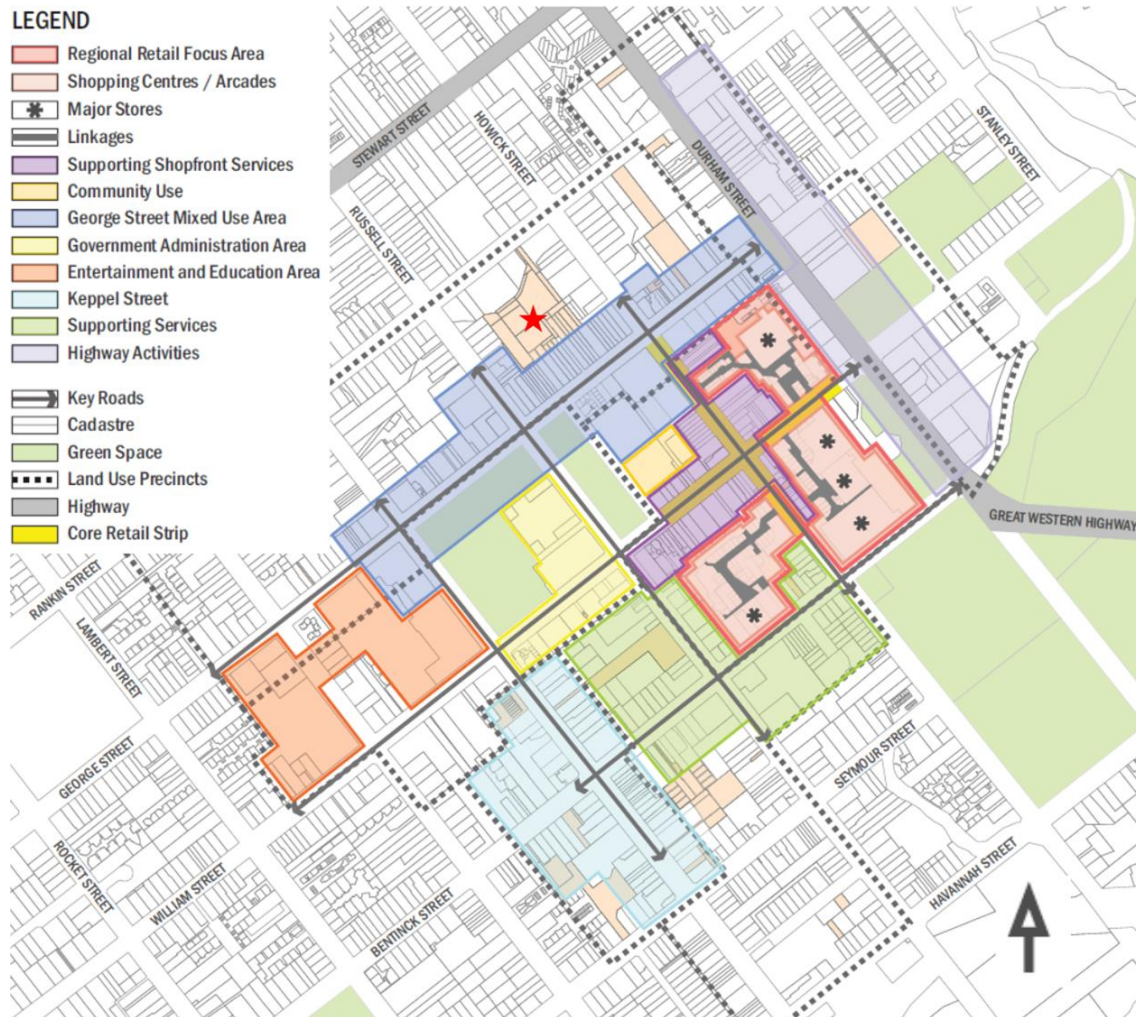 LEGEND
Regional Retail Focus Area
Shopping Centres / Arcades
Major Stores
Linkages
Supporting Shopfront Services
Community Use
George Street Mixed Use Area
Government Administration Area
Entertainment and Education Area
Keppel Street
Supporting Services
Highway Activities
Key Roads
Cadastre
Green Space
Land Use Precincts
Highway
Core Retail Strip
STEWART STREET
HOWICK STREET
RUSSELL STREET
DURHAM STREET
STANLEY STREET
GREAT WESTERN HIGHWAY
RANKIN STREET
LAMBERT STREET
GEORGE STREET
ROCKET STREET
WILLIAM STREET
BENTINCK STREET
SEYMOUR STREET
HAVANNAH STREET